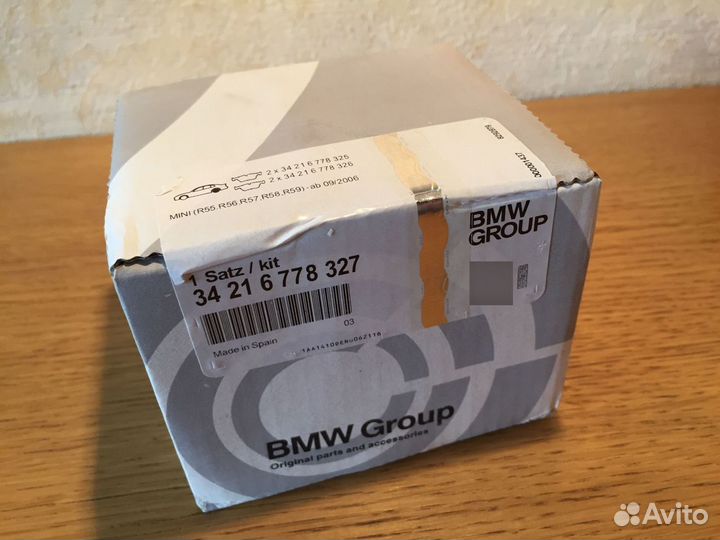 2 x 34 21 6 778 325
2 x 34 21 6 778 326
MINI (R55,R56,R57,R58,R59) - ab 09/2006
BMW
GROUP
1 Satz / kit
34 21 6 778 327
03
Made in Spain
BMW Group
Original parts and accessories
Avito